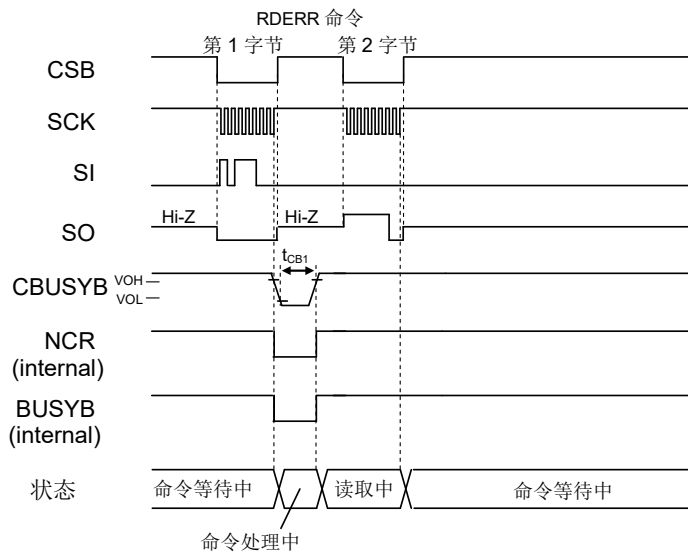 RDERR 命令
第 1 字节 第 2 字节
CSB
SCK
SI
SO Hi-Z Hi-Z
tCB1
CBUSYB VOH
VOL
NCR
(internal)
BUSYB
(internal)
状态 命令等待中 读取中 命令等待中
命令处理中